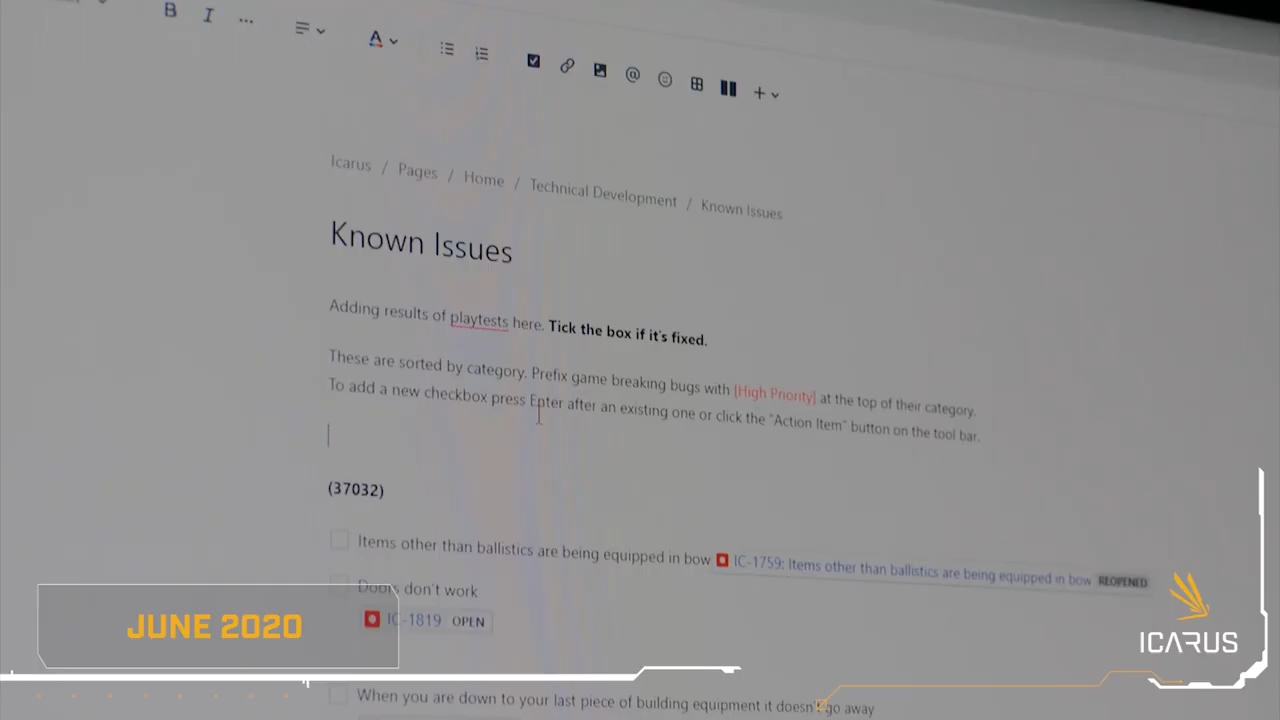 B I ... A @
Icarus / Pages / Home / Technical Development / Known Issues
Known Issues
Adding results of playtests here. Tick the box if it's fixed.
These are sorted by category. Prefix game breaking bugs with [High Priority] at the top of their category.
To add a new checkbox press Enter after an existing one or click the "Action Item" button on the tool bar.
(37032)
Items other than ballistics are being equipped in bow IC-1759: Items other than ballistics are being equipped in bow REOPENED
Doors don't work
IC-1819 OPEN
When you are down to your last piece of building equipment it doesn't go away
JUNE 2020
ICARUS